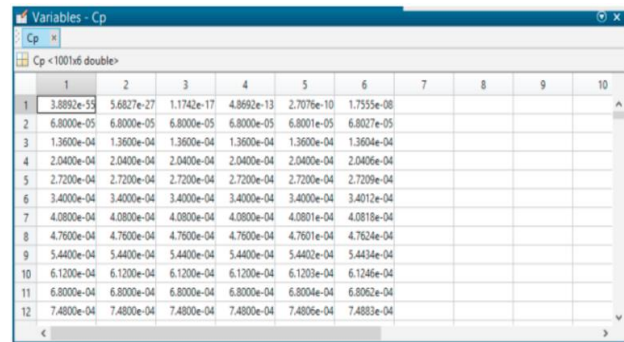 Variables - Cp
Cp
Cp <1001x6 double>
1 2 3 4 5 6 7 8 9 10
1 3.8892e-55 5.6827e-27 1.1742e-17 4.8692e-13 2.7076e-10 1.7555e-08
2 6.8000e-05 6.8000e-05 6.8000e-05 6.8000e-05 6.8001e-05 6.8027e-05
3 1.3600e-04 1.3600e-04 1.3600e-04 1.3600e-04 1.3600e-04 1.3604e-04
4 2.0400e-04 2.0400e-04 2.0400e-04 2.0400e-04 2.0400e-04 2.0406e-04
5 2.7200e-04 2.7200e-04 2.7200e-04 2.7200e-04 2.7200e-04 2.7209e-04
6 3.4000e-04 3.4000e-04 3.4000e-04 3.4000e-04 3.4000e-04 3.4012e-04
7 4.0800e-04 4.0800e-04 4.0800e-04 4.0800e-04 4.0801e-04 4.0818e-04
8 4.7600e-04 4.7600e-04 4.7600e-04 4.7600e-04 4.7601e-04 4.7624e-04
9 5.4400e-04 5.4400e-04 5.4400e-04 5.4400e-04 5.4402e-04 5.4434e-04
10 6.1200e-04 6.1200e-04 6.1200e-04 6.1200e-04 6.1203e-04 6.1246e-04
11 6.8000e-04 6.8000e-04 6.8000e-04 6.8000e-04 6.8004e-04 6.8062e-04
12 7.4800e-04 7.4800e-04 7.4800e-04 7.4800e-04 7.4806e-04 7.4883e-04